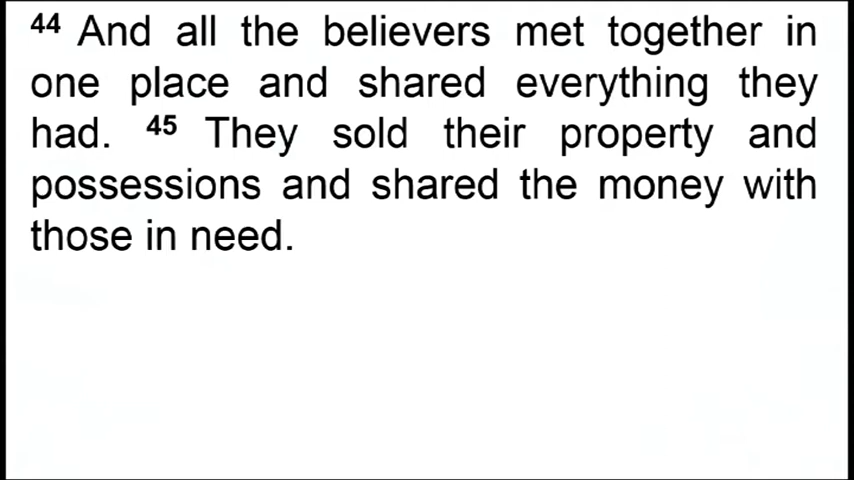 44 And all the believers met together in
one place and shared everything they
had. 45 They sold their property and
possessions and shared the money with
those in need.